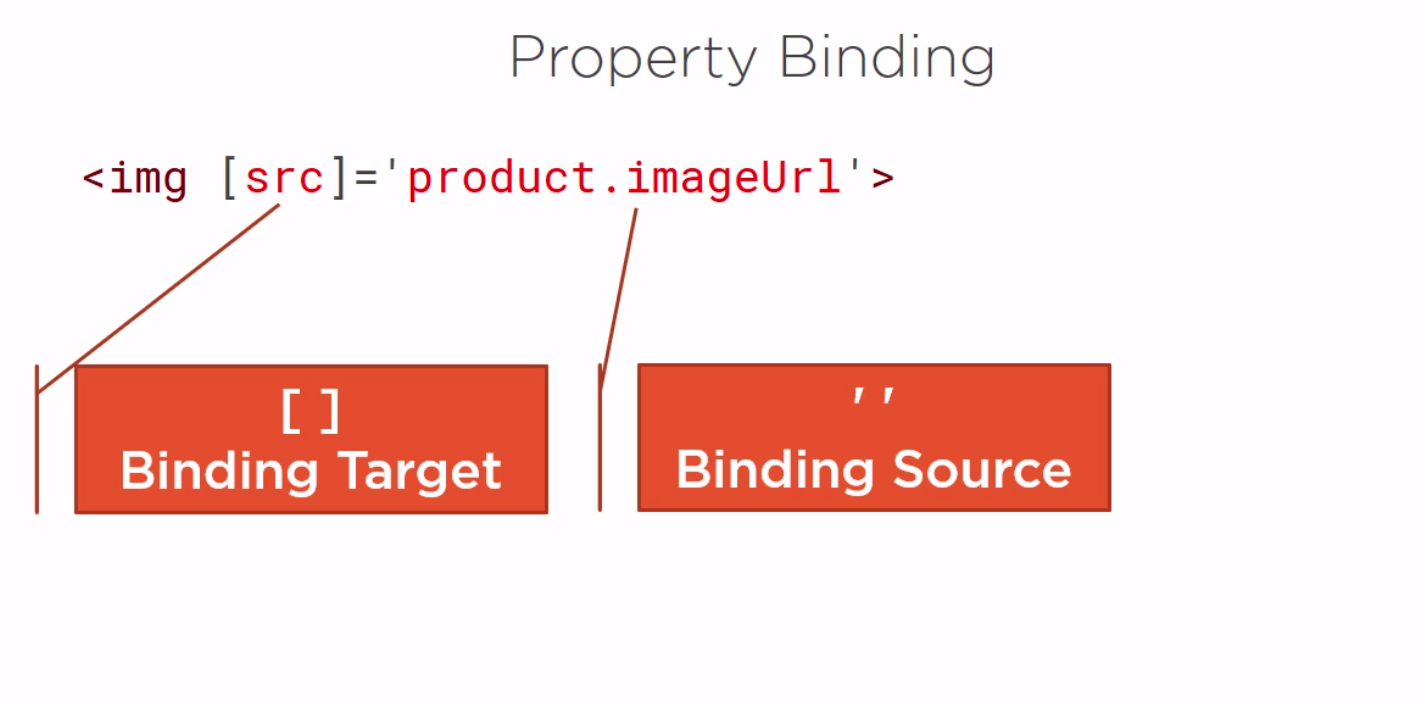 Property Binding
<img [src]='product.imageUrl'>
[ ]
Binding Target
' '
Binding Source